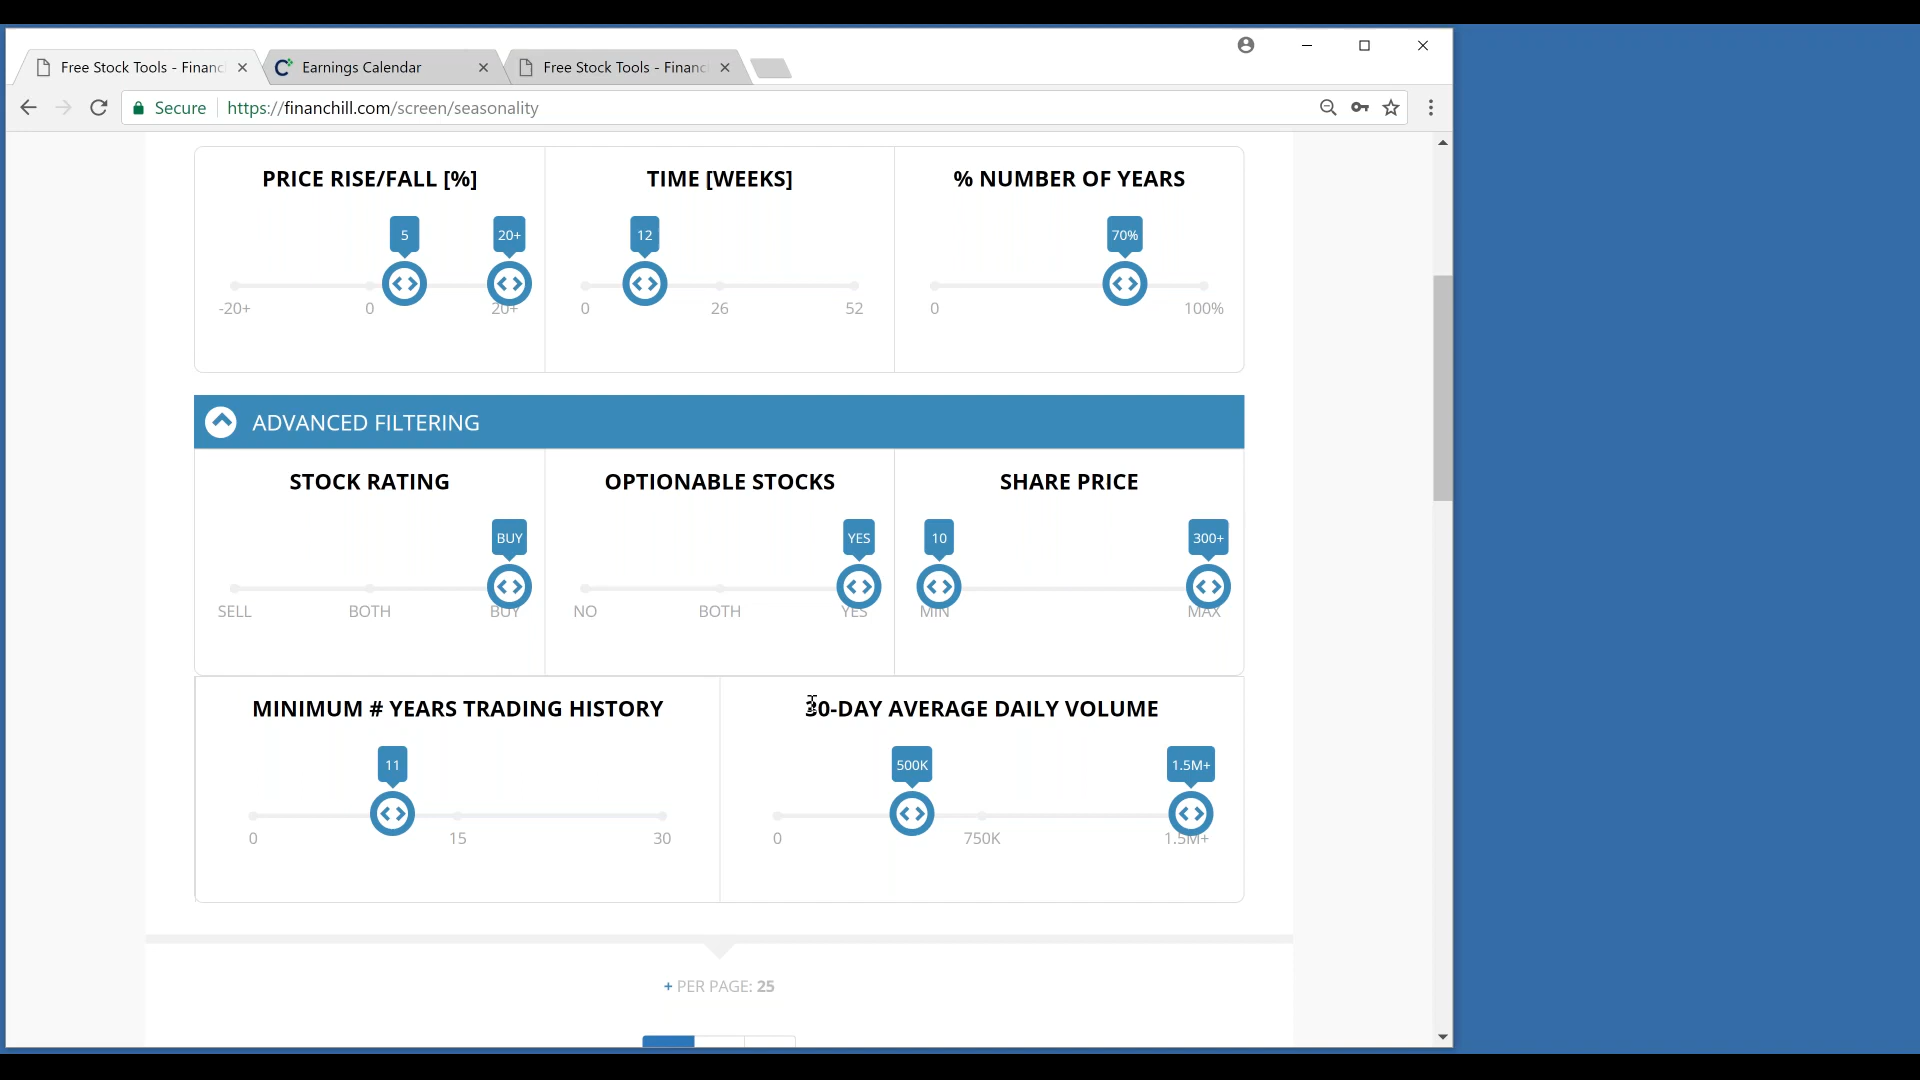 Free Stock Tools - Financ
Earnings Calendar
Free Stock Tools - Financ
Secure
https://financhill.com/screen/seasonality
PRICE RISE/FALL [%] TIME [WEEKS] % NUMBER OF YEARS
5 20+ 12 70%
-20+ 0 20+ 0 26 52 0 100%
ADVANCED FILTERING
STOCK RATING OPTIONABLE STOCKS SHARE PRICE
BUY YES 10 300+
SELL BOTH BUY NO BOTH YES MIN MAX
MINIMUM # YEARS TRADING HISTORY 30-DAY AVERAGE DAILY VOLUME
11 500K 1.5M+
0 15 30 0 750K 1.5M+
+ PER PAGE: 25